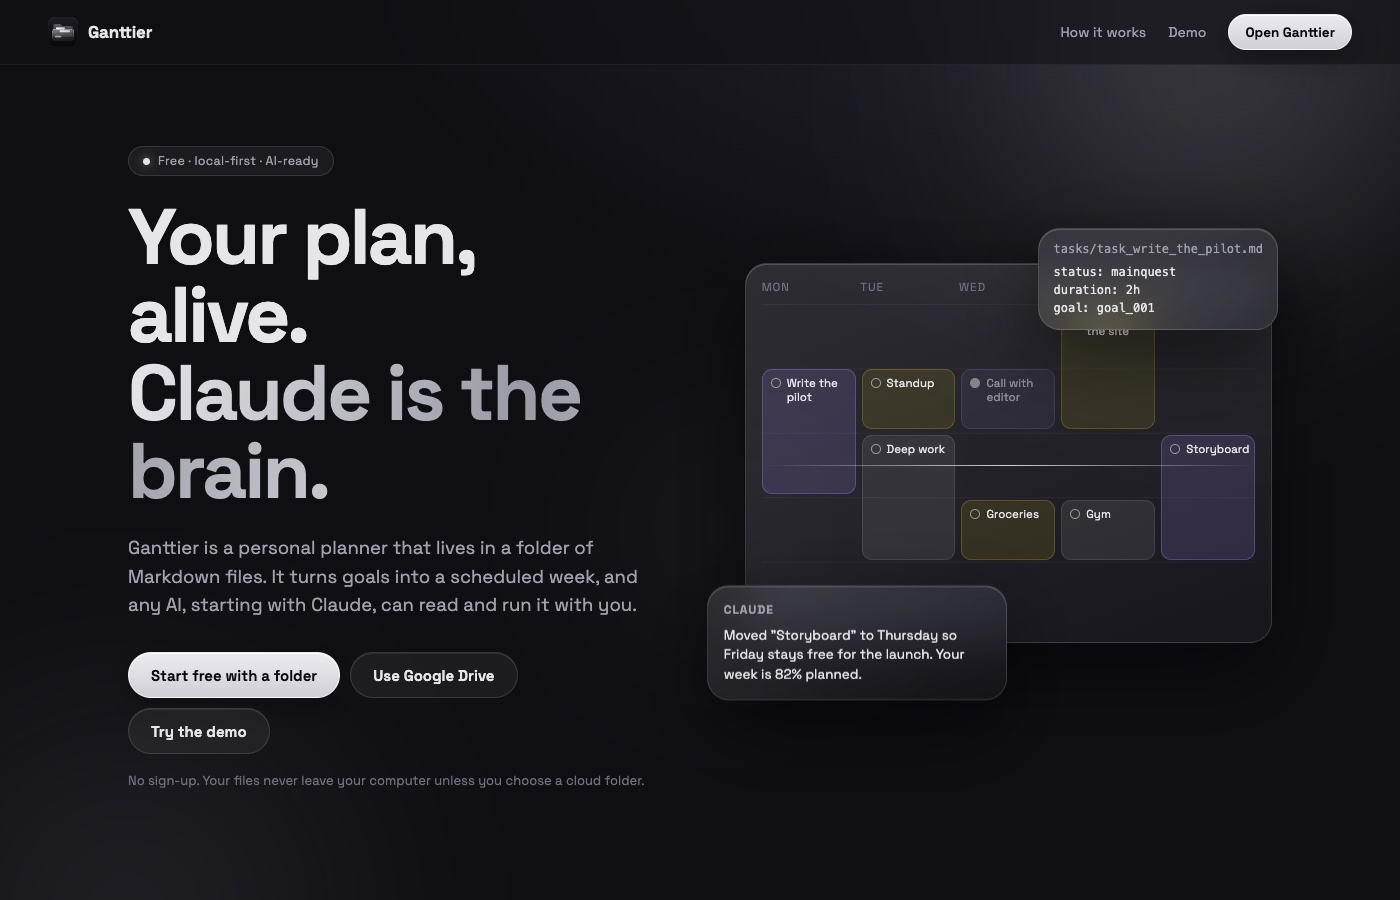 Ganttier
How it works
Demo
Open Ganttier
Free · local-first · AI-ready
Your plan,
alive.
Claude is the
brain.
Ganttier is a personal planner that lives in a folder of
Markdown files. It turns goals into a scheduled week, and
any AI, starting with Claude, can read and run it with you.
Start free with a folder
Use Google Drive
Try the demo
No sign-up. Your files never leave your computer unless you choose a cloud folder.
tasks/task_write_the_pilot.md
status: mainquest
duration: 2h
goal: goal_001
MON
TUE
WED
the site
Write the
pilot
Standup
Call with
editor
Deep work
Storyboard
Groceries
Gym
CLAUDE
Moved "Storyboard" to Thursday so
Friday stays free for the launch. Your
week is 82% planned.